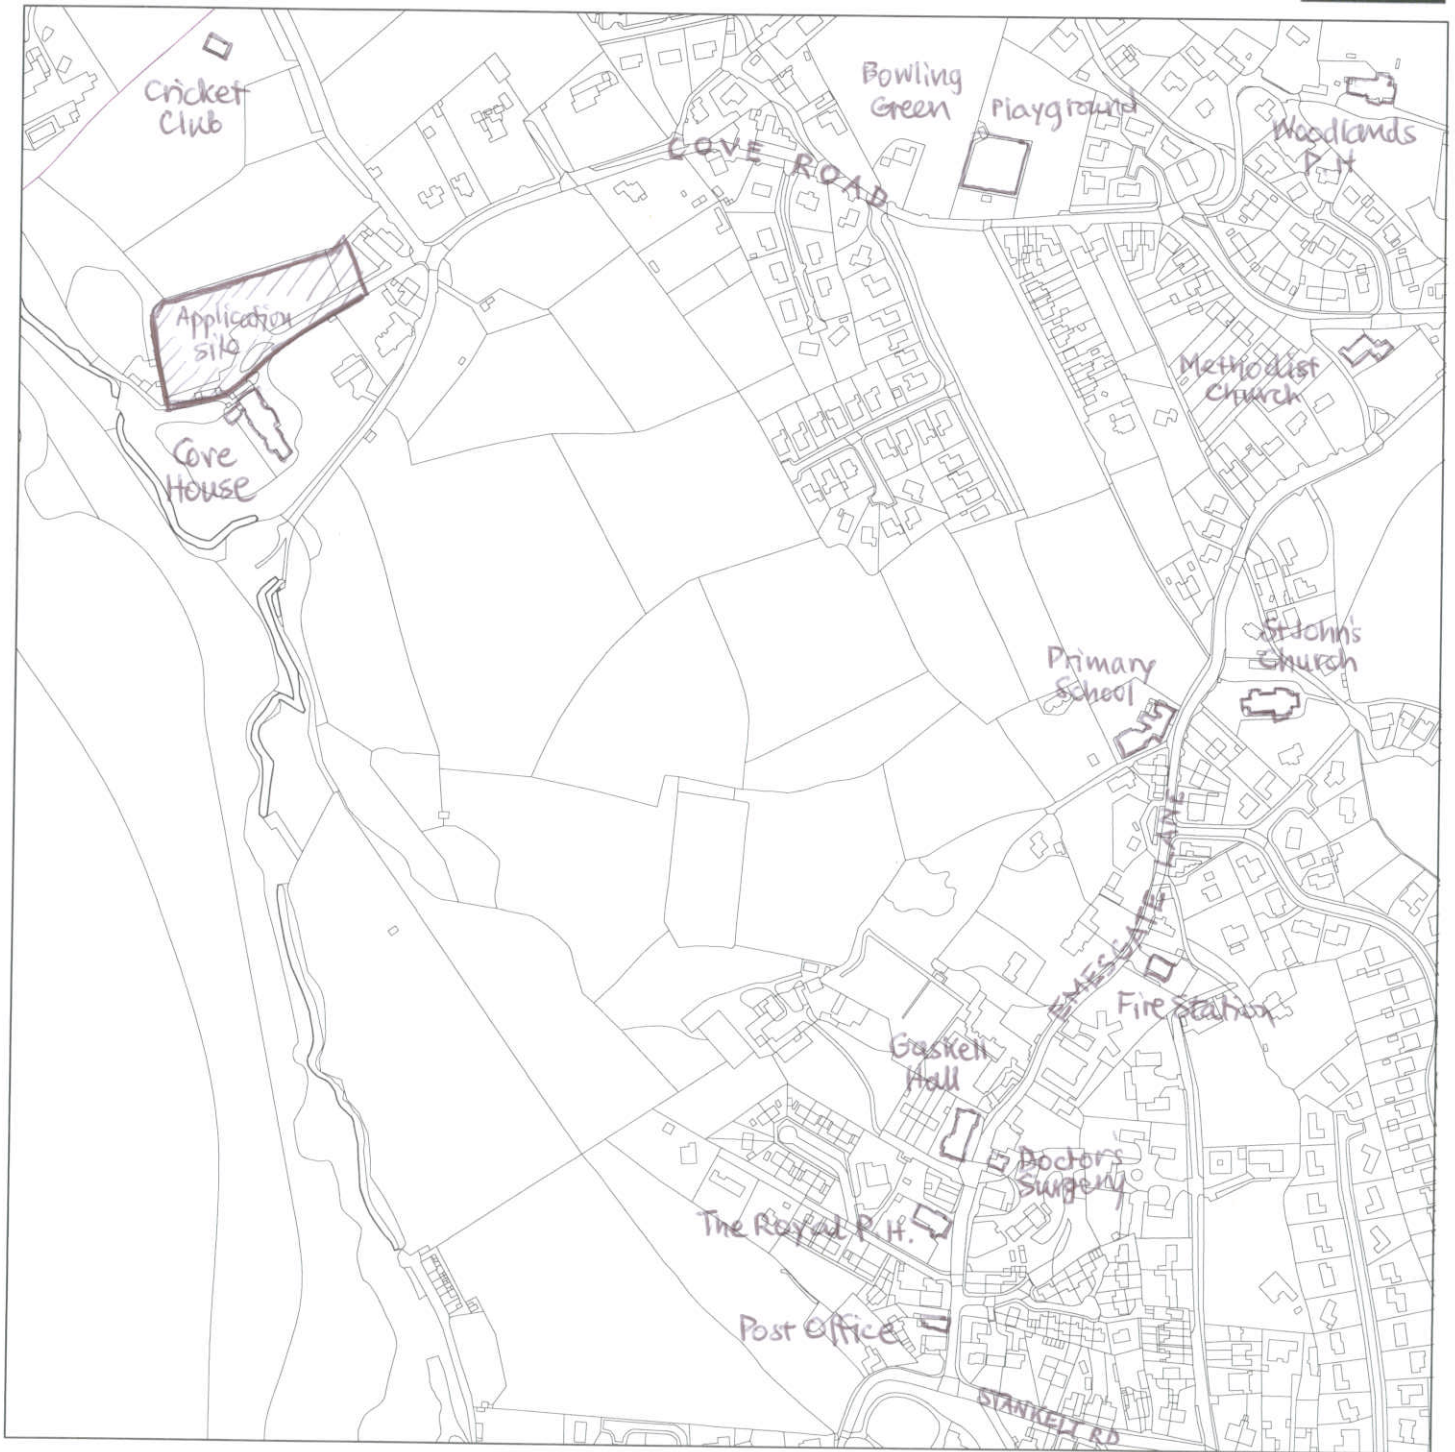 Cricket
Club
Bowling
Green
Playground
Woodlands
P.H
COVE ROAD
Application
site
Methodist
Church
Cove
House
St John's
Church
Primary
School
EMESGATE LANE
Fire Station
Gaskell
Hall
Doctors
Surgery
The Royal P.H.
Post Office
STANKELT RD